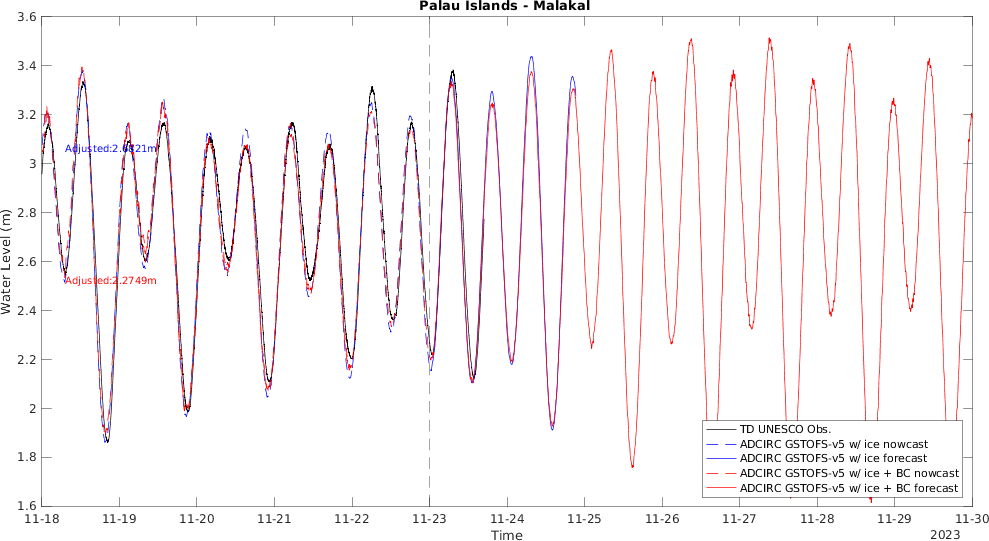 Palau Islands - Malakal
3.6
3.4
3.2
3
2.8
2.6
2.4
2.2
2
1.8
1.6
Water Level (m)
Adjusted:2.6821m
Adjusted:2.2749m
TD UNESCO Obs.
ADCIRC GSTOFS-v5 w/ ice nowcast
ADCIRC GSTOFS-v5 w/ ice forecast
ADCIRC GSTOFS-v5 w/ ice + BC nowcast
ADCIRC GSTOFS-v5 w/ ice + BC forecast
11-18 11-19 11-20 11-21 11-22 11-23 11-24 11-25 11-26 11-27 11-28 11-29 11-30
Time
2023